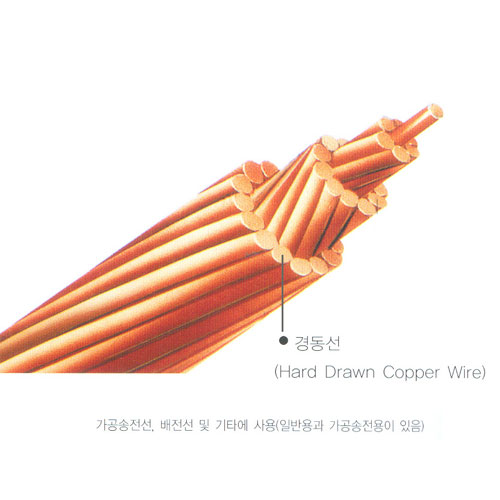 경동선
(Hard Drawn Copper Wire)
가공송전선, 배전선 및 기타에 사용(일반용과 가공송전용이 있음)